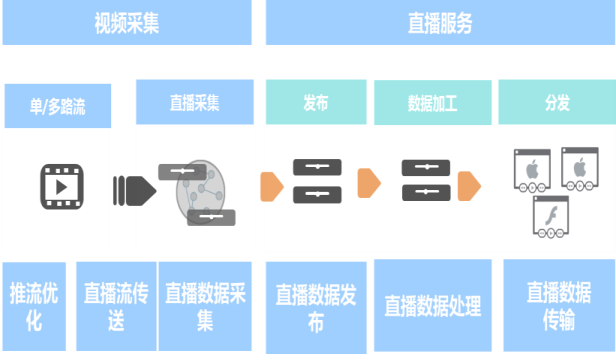 视频采集
直播服务
单/多路流
直播采集
发布
数据加工
分发
推流优
化
直播流传
送
直播数据采
集
直播数据发
布
直播数据处理
直播数据
传输